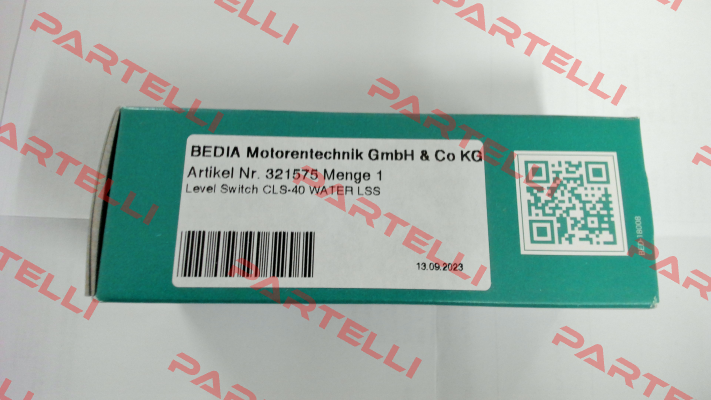 BEDIA Motorentechnik GmbH & Co KG
Artikel Nr. 321575 Menge 1
Level Switch CLS-40 WATER LSS
13.09.2023
PARTELLI
PARTELLI
PARTELLI
PARTELLI
PARTELLI
PARTELLI
PARTELLI
PARTELLI